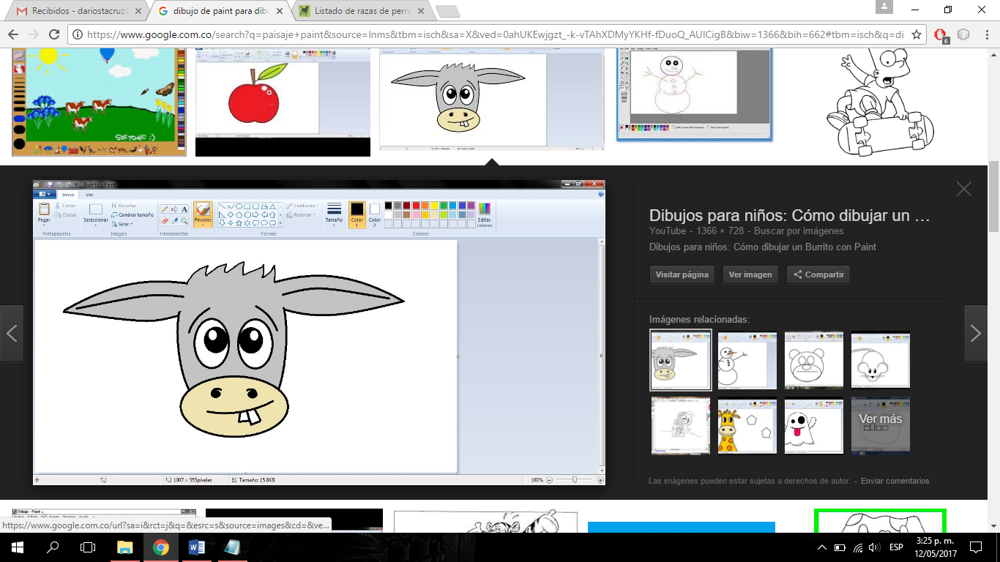 Recibidos - dariostacruz
dibujo de paint para dibu
Listado de razas de perro
https://www.google.com.co/search?q=paisaje+paint&source=lnms&tbm=isch&sa=X&ved=0ahUKEwjgzt_-k-vTAhXDMyYKHf-fDuoQ_AUICigB&biw=1366&bih=662#tbm=isch&q=di
6
SOFTONIC :)
burrito - Paint
Inicio Ver
Pegar
Cortar
Copiar
Portapapeles
Seleccionar
Recortar
Cambiar tamaño
Girar
Imagen
Herramientas
Pinceles
Formas
Contorno
Rellenar
Tamaño
Color 1
Color 2
Editar colores
Colores
1007 × 555píxeles
Tamaño: 15.8KB
100%
Dibujos para niños: Cómo dibujar un ...
YouTube - 1366 × 728 - Buscar por imágenes
Dibujos para niños: Cómo dibujar un Burrito con Paint
Visitar página
Ver imagen
Compartir
Imágenes relacionadas:
Ver más
Las imágenes pueden estar sujetas a derechos de autor. - Enviar comentarios
Dibujo - Paint
https://www.google.com.co/url?sa=i&rct=j&q=&esrc=s&source=images&cd=&ve...
ESP
3:25 p. m.
12/05/2017